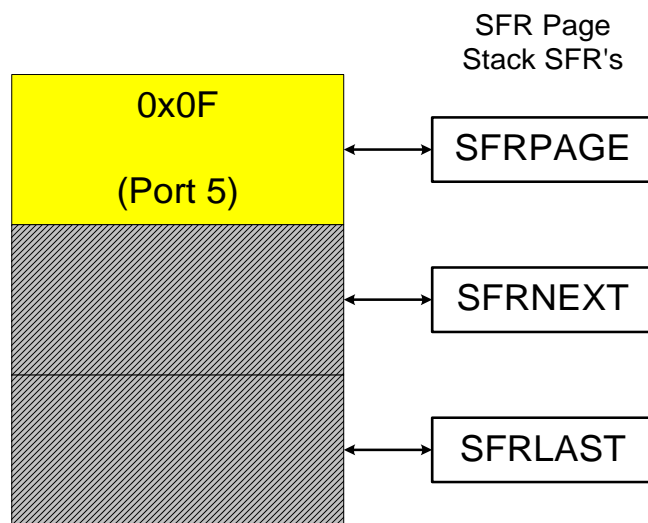 SFR Page
Stack SFR's
0x0F
(Port 5)
SFRPAGE
SFRNEXT
SFRLAST